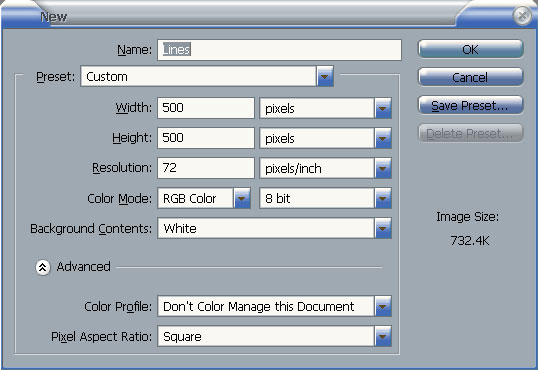 New
Name: Lines
OK
Preset: Custom
Cancel
Width: 500 pixels
Save Preset...
Height: 500 pixels
Delete Preset...
Resolution: 72 pixels/inch
Color Mode: RGB Color 8 bit
Image Size:
732.4K
Background Contents: White
Advanced
Color Profile: Don't Color Manage this Document
Pixel Aspect Ratio: Square